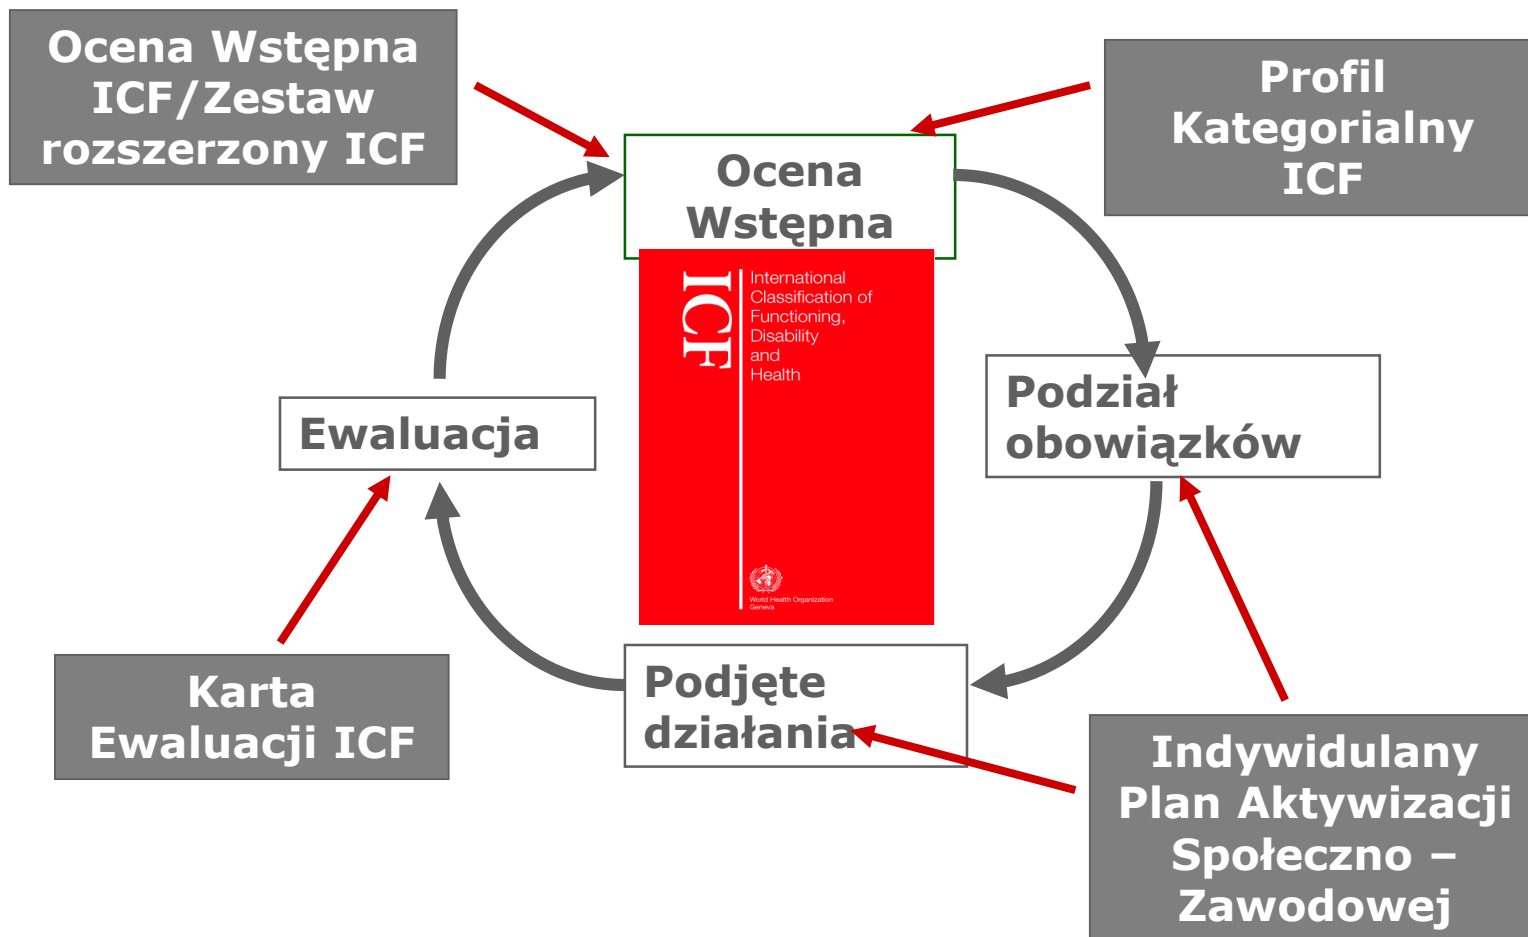 Ocena Wstępna
ICF/Zestaw
rozszerzony ICF
Profil
Kategorialny
ICF
Ocena
Wstępna
ICF
International
Classification of
Functioning,
Disability
and
Health
World Health Organization
Geneva
Ewaluacja
Podział
obowiązków
Podjęte
działania
Karta
Ewaluacji ICF
Indywidulany
Plan Aktywizacji
Społeczno –
Zawodowej